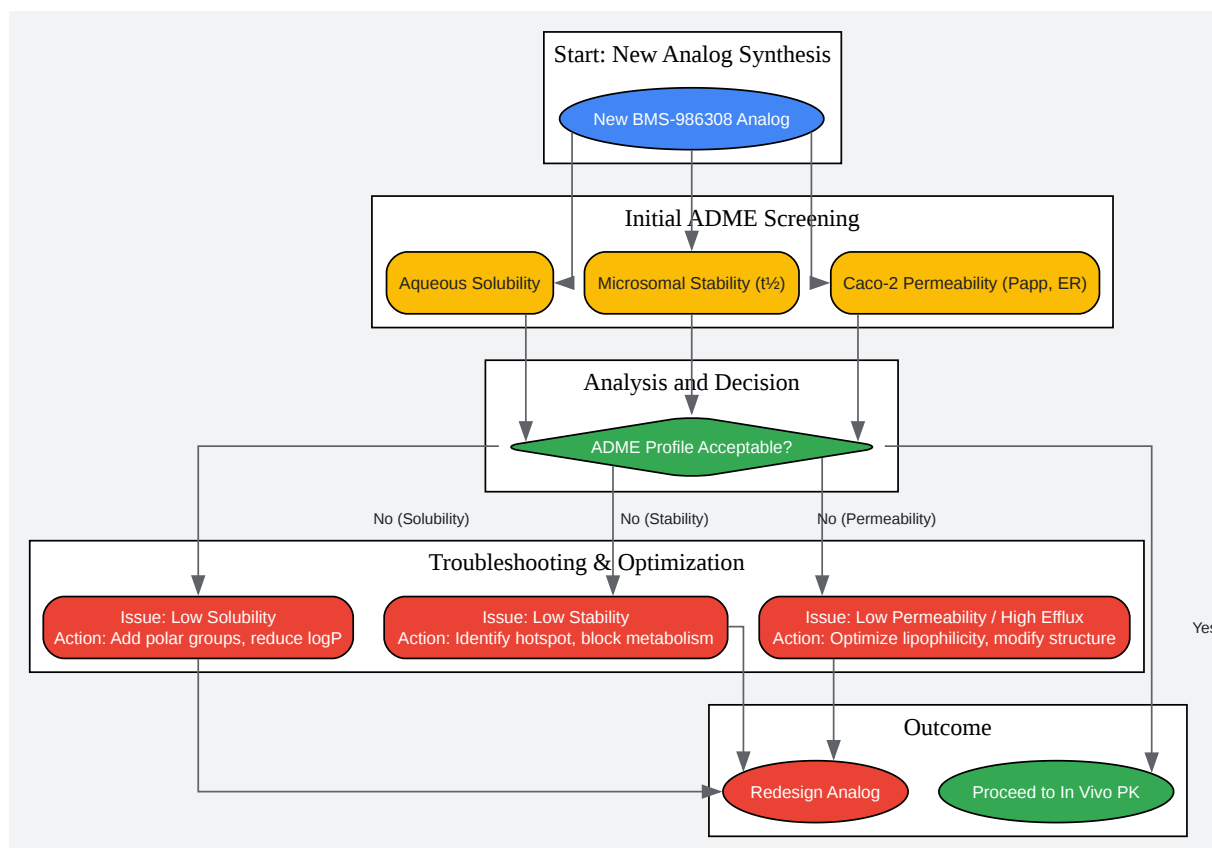 Start: New Analog Synthesis
New BMS-986308 Analog
Initial ADME Screening
Aqueous Solubility
Microsomal Stability (t½)
Caco-2 Permeability (Papp, ER)
Analysis and Decision
ADME Profile Acceptable?
No (Solubility)
No (Stability)
No (Permeability)
Troubleshooting & Optimization
Issue: Low Solubility
Action: Add polar groups, reduce logP
Issue: Low Stability
Action: Identify hotspot, block metabolism
Issue: Low Permeability / High Efflux
Action: Optimize lipophilicity, modify structure
Yes
Outcome
Redesign Analog
Proceed to In Vivo PK